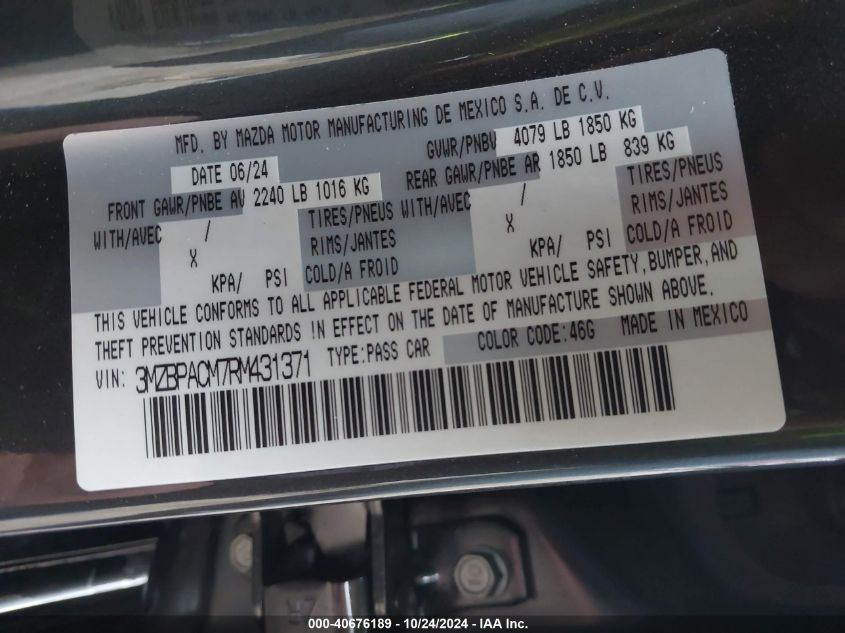 MFD. BY MAZDA MOTOR MANUFACTURING DE MEXICO S.A. DE C.V.
DATE 06/24 GVWR/PNBV 4079 LB 1850 KG
FRONT GAWR/PNBE AV 2240 LB 1016 KG REAR GAWR/PNBE AR 1850 LB 839 KG
WITH/AVEC / TIRES/PNEUS WITH/AVEC / TIRES/PNEUS
X RIMS/JANTES X RIMS/JANTES
KPA/ PSI COLD/A FROID KPA/ PSI COLD/A FROID
THIS VEHICLE CONFORMS TO ALL APPLICABLE FEDERAL MOTOR VEHICLE SAFETY, BUMPER, AND
THEFT PREVENTION STANDARDS IN EFFECT ON THE DATE OF MANUFACTURE SHOWN ABOVE.
VIN: 3MZBPACM7RM431371 TYPE:PASS CAR COLOR CODE:46G MADE IN MEXICO
000-40676189 - 10/24/2024 - IAA Inc.